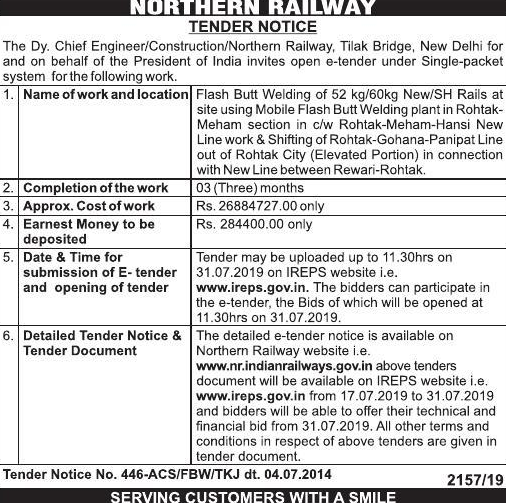 NORTHERN RAILWAY
TENDER NOTICE
The Dy. Chief Engineer/Construction/Northern Railway, Tilak Bridge, New Delhi for
and on behalf of the President of India invites open e-tender under Single-packet
system for the following work.
1. Name of work and location Flash Butt Welding of 52 kg/60kg New/SH Rails at
site using Mobile Flash Butt Welding plant in Rohtak-
Meham section in c/w Rohtak-Meham-Hansi New
Line work & Shifting of Rohtak-Gohana-Panipat Line
out of Rohtak City (Elevated Portion) in connection
with New Line between Rewari-Rohtak.
2. Completion of the work 03 (Three) months
3. Approx. Cost of work Rs. 26884727.00 only
4. Earnest Money to be Rs. 284400.00 only
deposited
5. Date & Time for Tender may be uploaded up to 11.30hrs on
submission of E- tender 31.07.2019 on IREPS website i.e.
and opening of tender www.ireps.gov.in. The bidders can participate in
the e-tender, the Bids of which will be opened at
11.30hrs on 31.07.2019.
6. Detailed Tender Notice & The detailed e-tender notice is available on
Tender Document Northern Railway website i.e.
www.nr.indianrailways.gov.in above tenders
document will be available on IREPS website i.e.
www.ireps.gov.in from 17.07.2019 to 31.07.2019
and bidders will be able to offer their technical and
financial bid from 31.07.2019. All other terms and
conditions in respect of above tenders are given in
tender document.
Tender Notice No. 446-ACS/FBW/TKJ dt. 04.07.2014
2157/19
SERVING CUSTOMERS WITH A SMILE